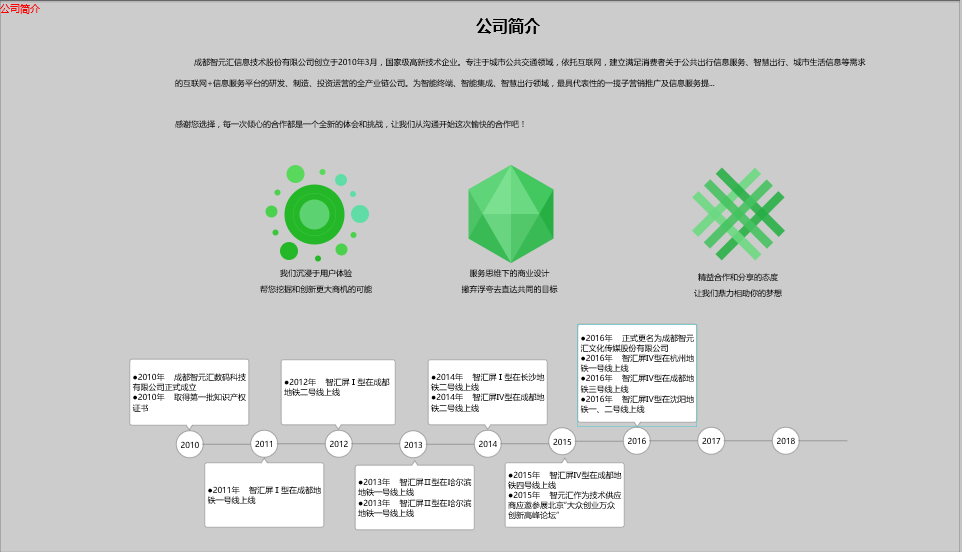 公司简介
公司简介
成都智元汇信息技术股份有限公司创立于2010年3月，国家级高新技术企业。专注于城市公共交通领域，依托互联网，建立满足消费者关于公共出行信息服务、智慧出行、城市生活信息等需求
的互联网+信息服务平台的研发、制造、投资运营的全产业链公司。为智能终端、智能集成、智慧出行领域，最具代表性的一揽子营销推广及信息服务提...
感谢您选择，每一次倾心的合作都是一个全新的体会和挑战，让我们从沟通开始这次愉快的合作吧！
我们沉浸于用户体验
帮您挖掘和创新更大商机的可能
服务思维下的商业设计
撇弃浮夸去直达共同的目标
精益合作和分享的态度
让我们鼎力相助你的梦想
●2010年 成都智元汇数码科技
有限公司正式成立
●2010年 取得第一批知识产权
证书
●2012年 智汇屏Ⅰ型在成都
地铁二号线上线
●2014年 智汇屏Ⅰ型在长沙地
铁二号线上线
●2014年 智汇屏IV型在成都地
铁二号线上线
●2016年 正式更名为成都智元
汇文化传媒股份有限公司
●2016年 智汇屏IV型在杭州地
铁一号线上线
●2016年 智汇屏IV型在成都地
铁三号线上线
●2016年 智汇屏IV型在沈阳地
铁一、二号线上线
2010
2011
2012
2013
2014
2015
2016
2017
2018
●2011年 智汇屏Ⅰ型在成都地
铁一号线上线
●2013年 智汇屏II型在哈尔滨
地铁一号线上线
●2013年 智汇屏II型在哈尔滨
地铁一号线上线
●2015年 智汇屏IV型在成都地
铁四号线上线
●2015年 智元汇作为技术供应
商应邀参展北京“大众创业万众
创新高峰论坛”